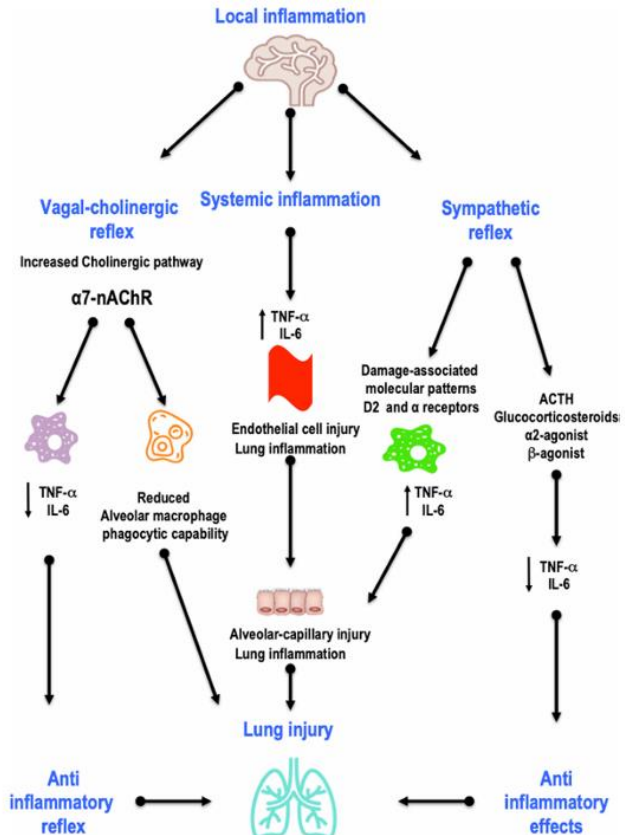 Local inflammation
Vagal-cholinergic
reflex
Increased Cholinergic pathway
α7-nAChR
↓ TNF-α
IL-6
Reduced
Alveolar macrophage
phagocytic capability
Systemic inflammation
↑ TNF-α
IL-6
Endothelial cell injury
Lung inflammation
Alveolar-capillary injury
Lung inflammation
Sympathetic
reflex
Damage-associated
molecular patterns
D2 and α receptors
↑ TNF-α
IL-6
ACTH
Glucocorticosteroids
α2-agonist
β-agonist
↓ TNF-α
IL-6
Lung injury
Anti
inflammatory
reflex
Anti
inflammatory
effects